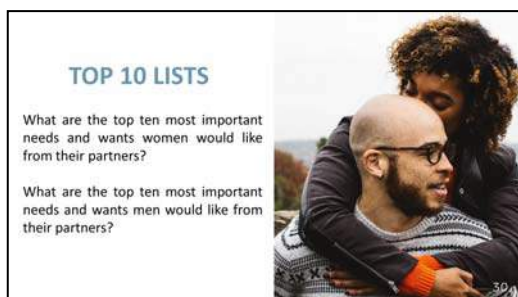 TOP 10 LISTS
What are the top ten most important
needs and wants women would like
from their partners?
What are the top ten most important
needs and wants men would like from
their partners?
30